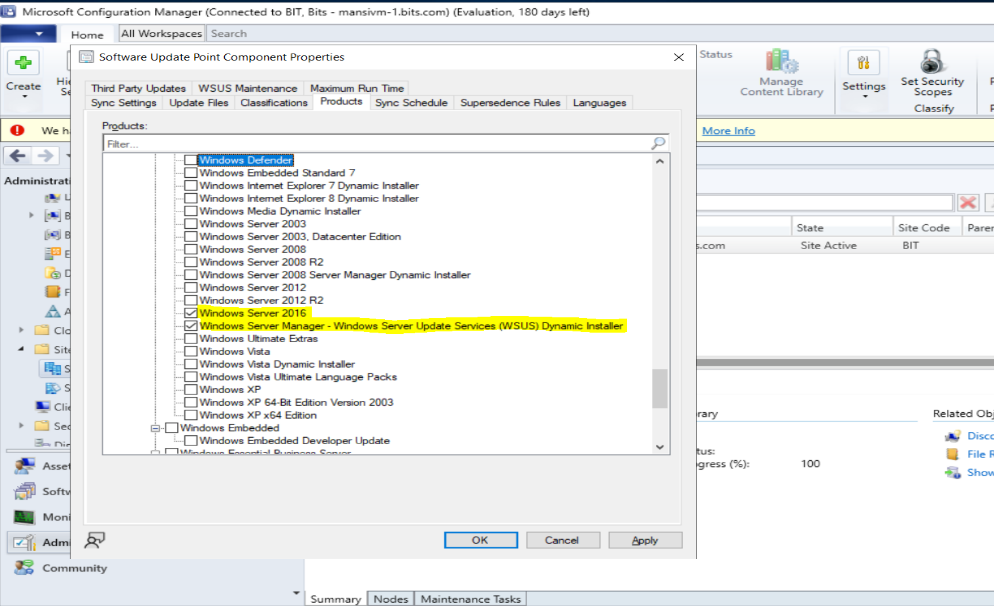 Microsoft Configuration Manager (Connected to BIT, Bits - mansivm-1.bits.com) (Evaluation, 180 days left)
Home All Workspaces Search
Software Update Point Component Properties
Create
Status
Manage
Content Library
Settings
Set Security
Scopes
Classify
Third Party Updates WSUS Maintenance Maximum Run Time
Sync Settings Update Files Classifications Products Sync Schedule Supersedence Rules Languages
We More Info
Products:
Filter...
Windows Defender
Windows Embedded Standard 7
Windows Internet Explorer 7 Dynamic Installer
Windows Internet Explorer 8 Dynamic Installer
Windows Media Dynamic Installer
Windows Server 2003
Windows Server 2003, Datacenter Edition
Windows Server 2008
Windows Server 2008 R2
Windows Server 2008 Server Manager Dynamic Installer
Windows Server 2012
Windows Server 2012 R2
Windows Server 2016
Windows Server Manager - Windows Server Update Services (WSUS) Dynamic Installer
Windows Ultimate Extras
Windows Vista
Windows Vista Dynamic Installer
Windows Vista Ultimate Language Packs
Windows XP
Windows XP 64-Bit Edition Version 2003
Windows XP x64 Edition
Windows Embedded
Windows Embedded Developer Update
Windows Essential Business Server
OK Cancel Apply
Administrati
Clo
Site
Clie
Sec
Dis
Asset
Softw
Moni
Admi
Community
State Site Code Paren
s.com Site Active BIT
rary
tus:
gress (%): 100
Related Obj
Disco
File R
Show
Summary Nodes Maintenance Tasks